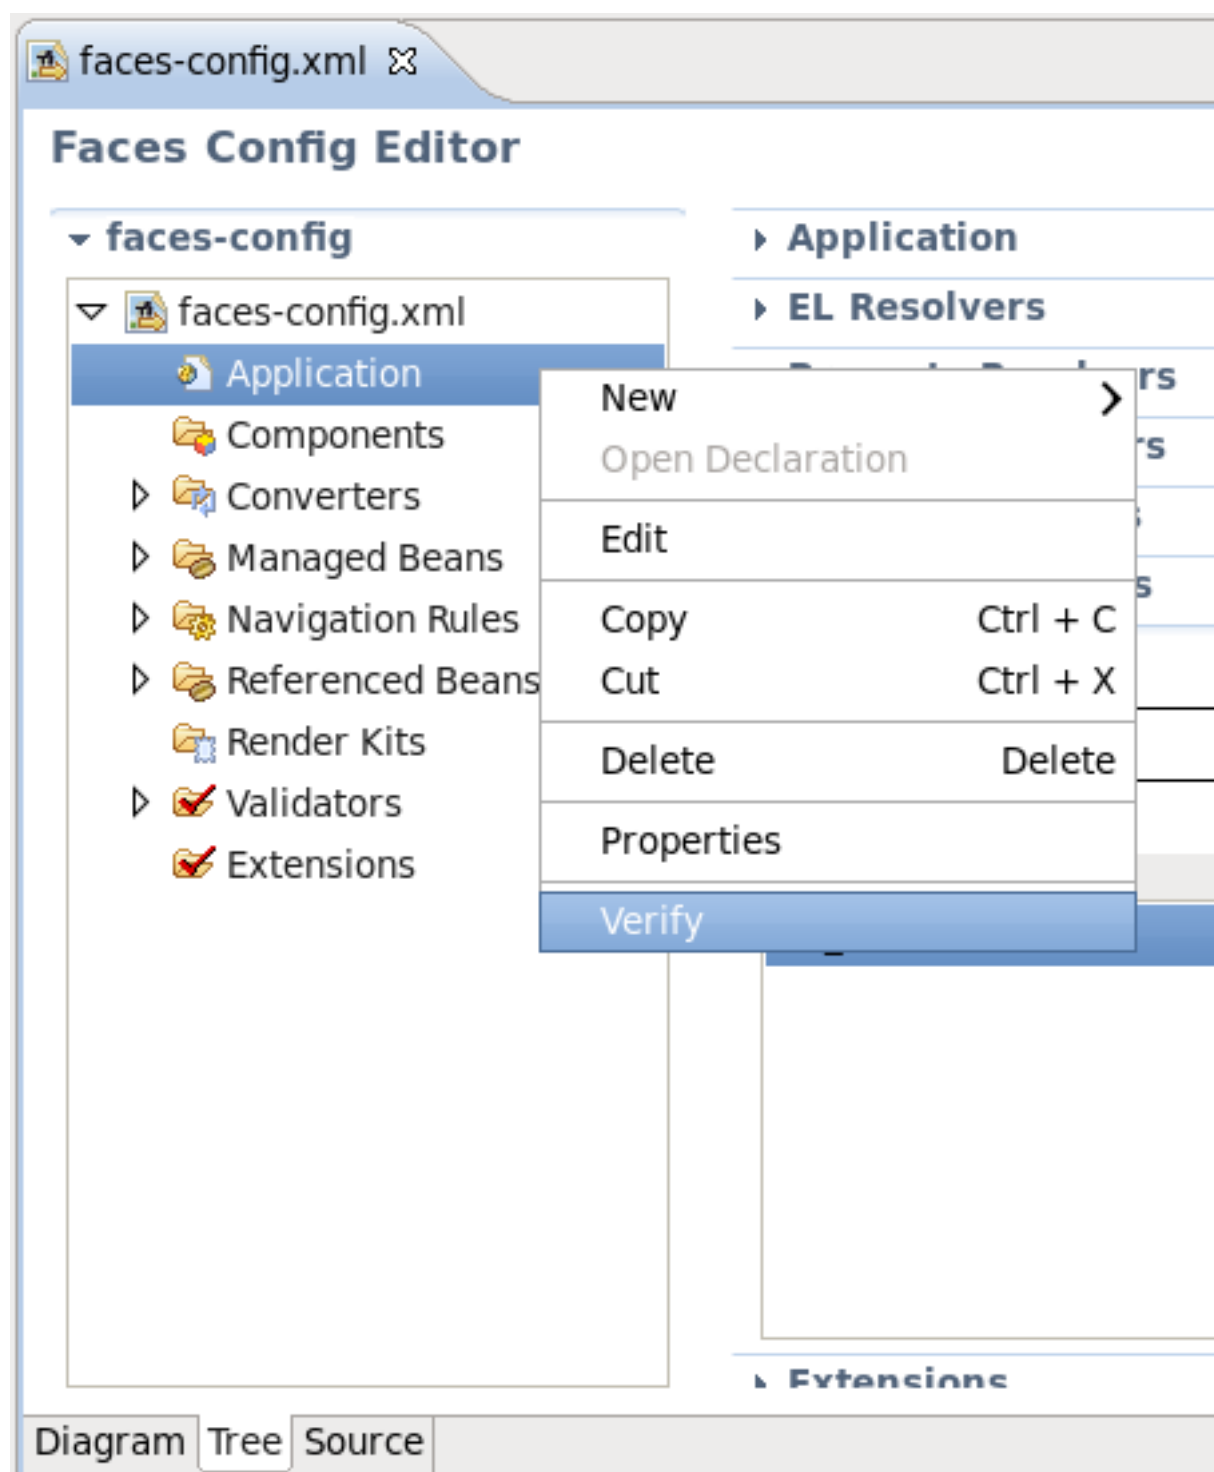 faces-config.xml
Faces Config Editor
faces-config
faces-config.xml
Application
Components
Converters
Managed Beans
Navigation Rules
Referenced Beans
Render Kits
Validators
Extensions
New
Open Declaration
Edit
Copy Ctrl + C
Cut Ctrl + X
Delete Delete
Properties
Verify
Application
EL Resolvers
Extensions
Diagram Tree Source